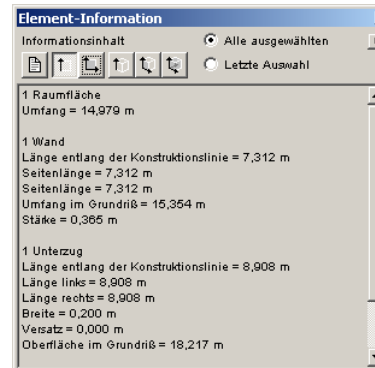 Element-Information
Informationsinhalt
Alle ausgewählten
Letzte Auswahl
1 Raumfläche
Umfang = 14,979 m
1 Wand
Länge entlang der Konstruktionslinie = 7,312 m
Seitenlänge = 7,312 m
Seitenlänge = 7,312 m
Umfang im Grundriß = 15,354 m
Stärke = 0,365 m
1 Unterzug
Länge entlang der Konstruktionslinie = 8,908 m
Länge links = 8,908 m
Länge rechts = 8,908 m
Breite = 0,200 m
Versatz = 0,000 m
Oberfläche im Grundriß = 18,217 m